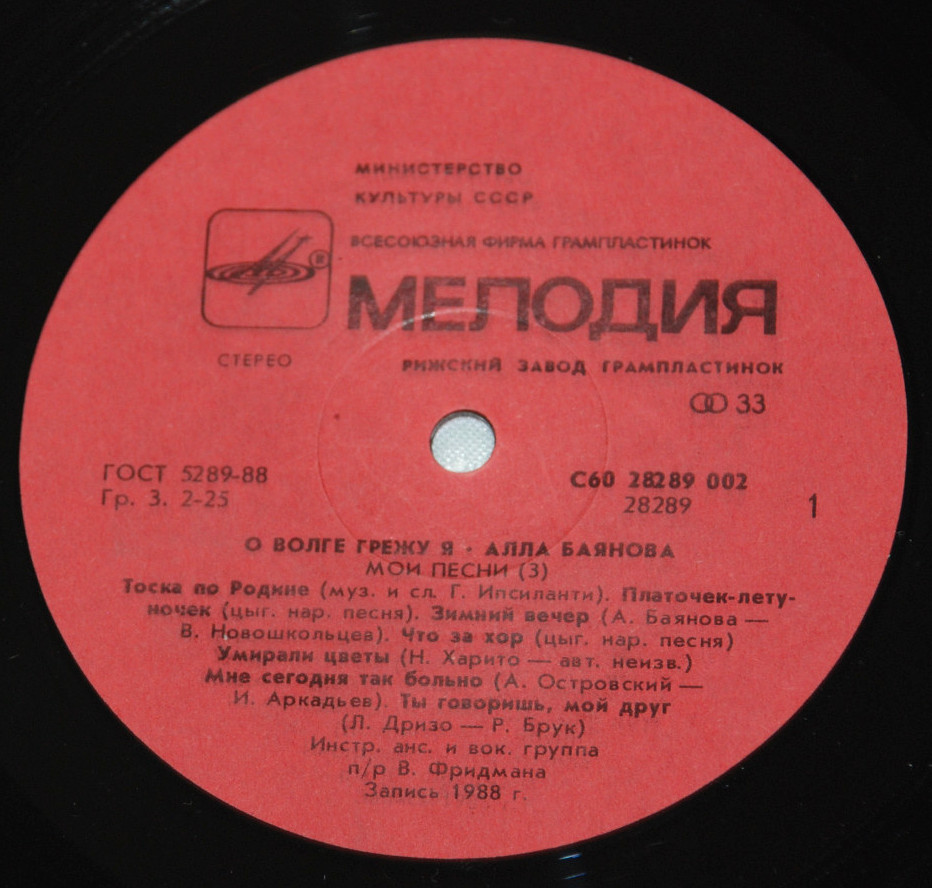 МИНИСТЕРСТВО
КУЛЬТУРЫ СССР
ВСЕСОЮЗНАЯ ФИРМА ГРАМПЛАСТИНОК
®
МЕЛОДИЯ
СТЕРЕО
РИЖСКИЙ ЗАВОД ГРАМПЛАСТИНОК
33
ГОСТ 5289-88
Гр. 3. 2-25
С60 28289 002
28289
1
О ВОЛГЕ ГРЕЖУ Я · АЛЛА БАЯНОВА
МОИ ПЕСНИ (3)
Тоска по Родине (муз. и сл. Г. Ипсиланти). Платочек-лету-
ночек (цыг. нар. песня). Зимний вечер (А. Баянова —
В. Новошкольцев). Что за хор (цыг. нар. песня)
Умирали цветы (Н. Харито — авт. неизв.)
Мне сегодня так больно (А. Островский —
И. Аркадьев). Ты говоришь, мой друг
(Л. Дризо — Р. Брук)
Инстр. анс. и вок. группа
п/р В. Фридмана
Запись 1988 г.